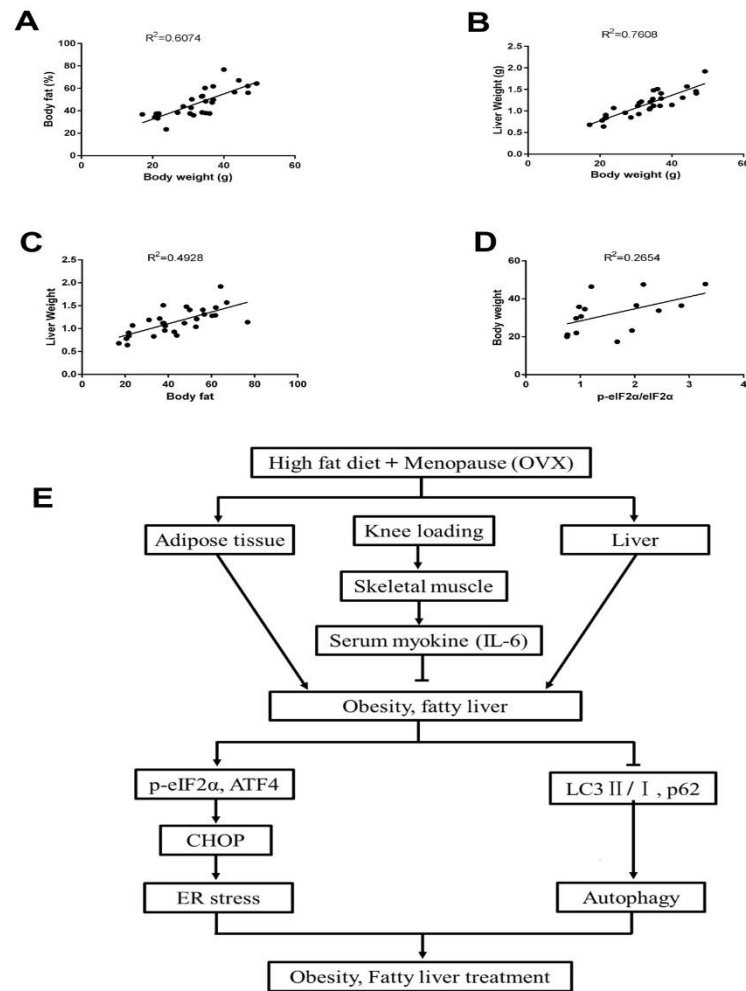 A
R²=0.6074
Body fat (%)
100
80
60
40
20
0
0
20
40
60
Body weight (g)
B
R²=0.7608
Liver Weight (g)
2.5
2.0
1.5
1.0
0.5
0.0
0
20
40
60
Body weight (g)
C
R²=0.4928
Liver Weight
2.5
2.0
1.5
1.0
0.5
0.0
0
20
40
60
80
100
Body fat
D
R²=0.2654
Body weight
80
60
40
20
0
0
1
2
3
4
p-eIF2α/eIF2α
E
High fat diet + Menopause (OVX)
Adipose tissue
Knee loading
Liver
Skeletal muscle
Serum myokine (IL-6)
Obesity, fatty liver
p-eIF2α, ATF4
LC3 Ⅱ / Ⅰ , p62
CHOP
ER stress
Autophagy
Obesity, Fatty liver treatment